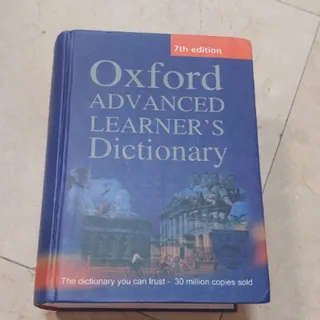 7th edition
Oxford
ADVANCED
LEARNER'S
Dictionary
The dictionary you can trust - 30 million copies sold